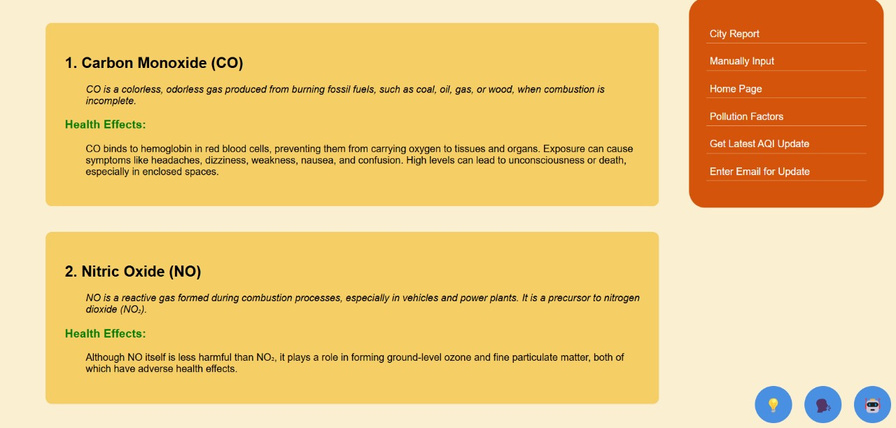 1. Carbon Monoxide (CO)
CO is a colorless, odorless gas produced from burning fossil fuels, such as coal, oil, gas, or wood, when combustion is
incomplete.
Health Effects:
CO binds to hemoglobin in red blood cells, preventing them from carrying oxygen to tissues and organs. Exposure can cause
symptoms like headaches, dizziness, weakness, nausea, and confusion. High levels can lead to unconsciousness or death,
especially in enclosed spaces.
2. Nitric Oxide (NO)
NO is a reactive gas formed during combustion processes, especially in vehicles and power plants. It is a precursor to nitrogen
dioxide (NO₂).
Health Effects:
Although NO itself is less harmful than NO₂, it plays a role in forming ground-level ozone and fine particulate matter, both of
which have adverse health effects.
City Report
Manually Input
Home Page
Pollution Factors
Get Latest AQI Update
Enter Email for Update